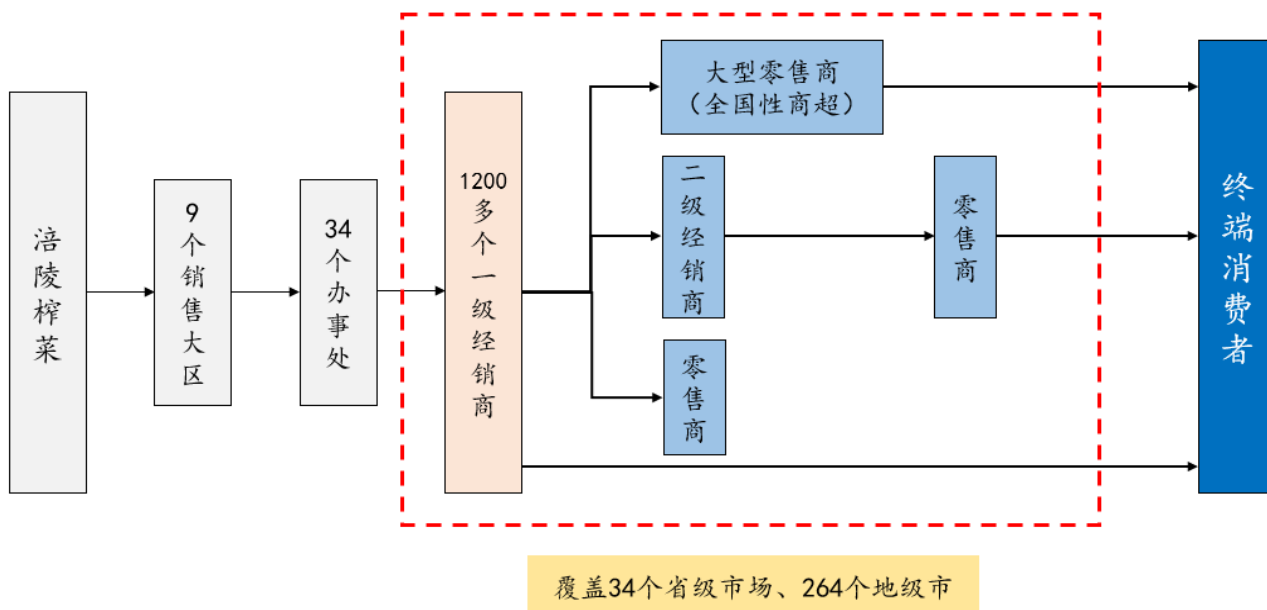 涪陵榨菜
9个销售大区
34个办事处
1200多个一级经销商
大型零售商
（全国性商超）
二级经销商
零售商
零售商
终端消费者
覆盖34个省级市场、264个地级市